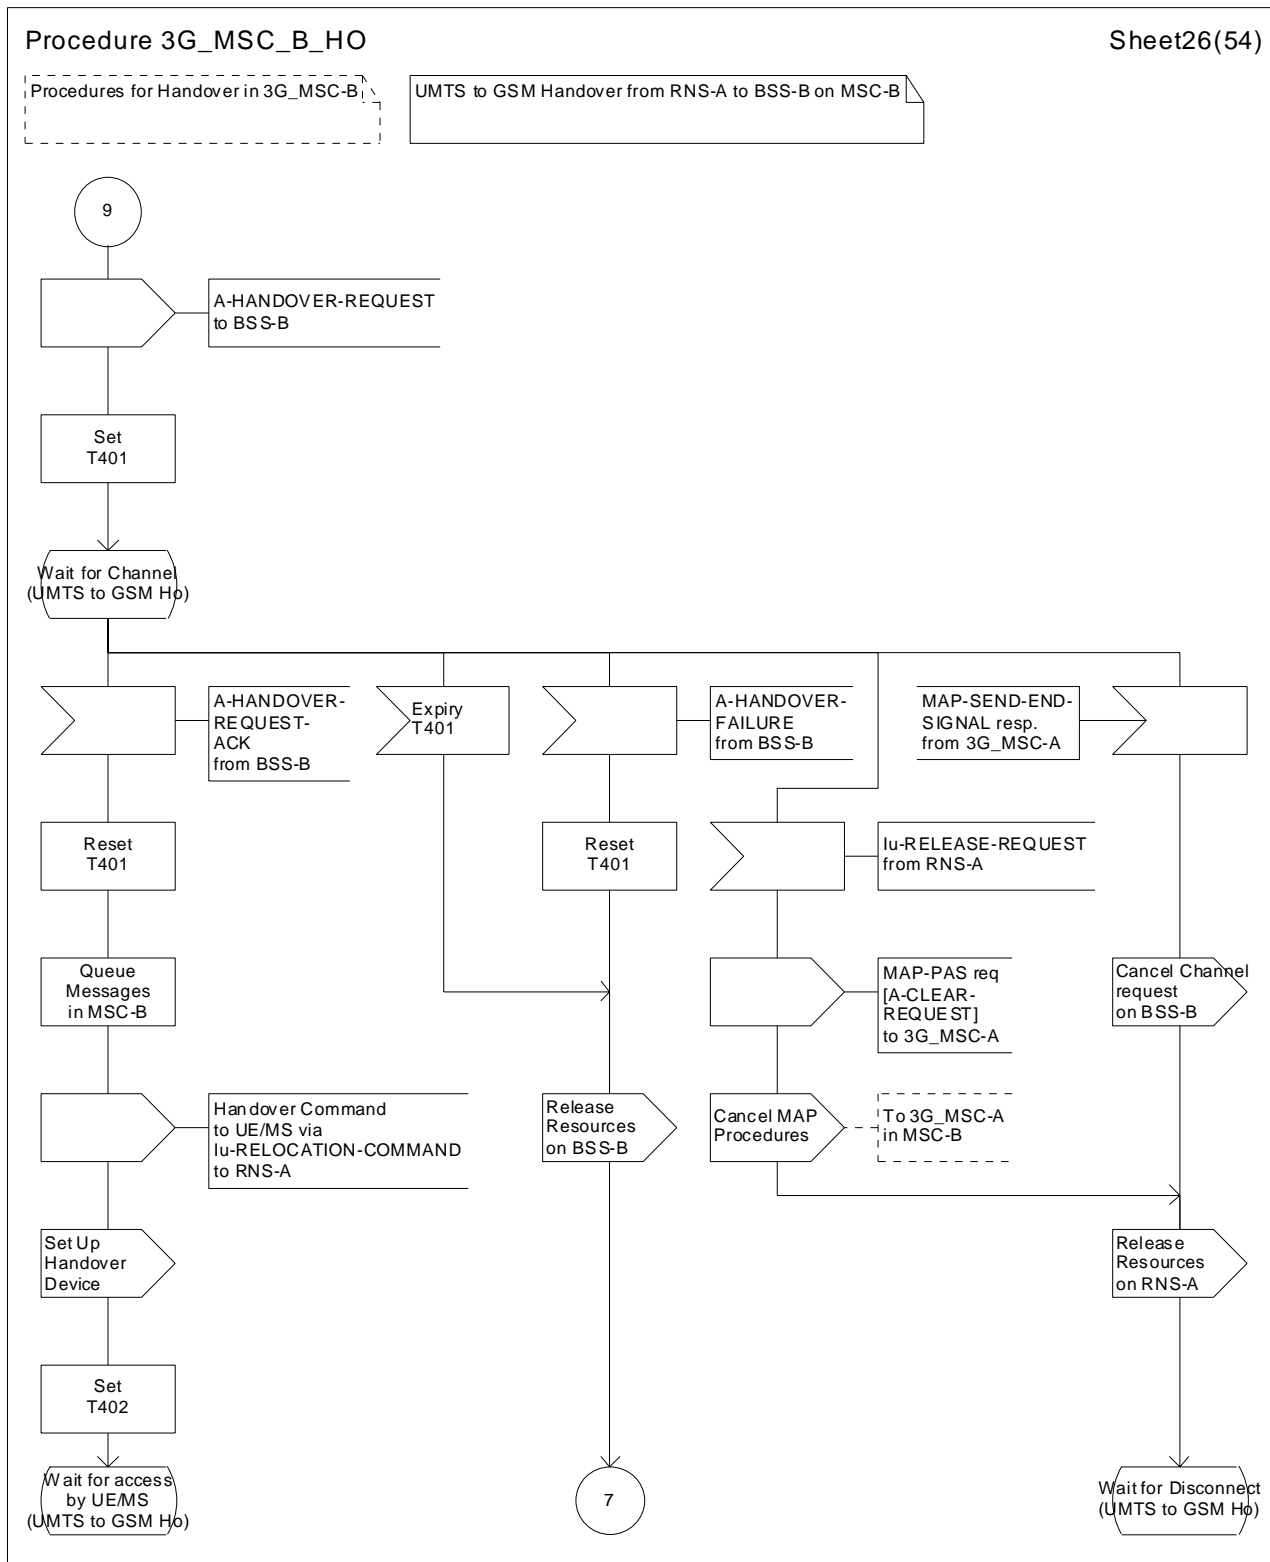 Procedure 3G_MSC_B_HO
Sheet26(54)
Procedures for Handover in 3G_MSC-B
UMTS to GSM Handover from RNS-A to BSS-B on MSC-B
9
A-HANDOVER-REQUEST
to BSS-B
Set
T401
Wait for Channel
(UMTS to GSM Ho)
A-HANDOVER-
REQUEST-
ACK
from BSS-B
Expiry
T401
A-HANDOVER-
FAILURE
from BSS-B
MAP-SEND-END-
SIGNAL resp.
from 3G_MSC-A
Reset
T401
Reset
T401
Iu-RELEASE-REQUEST
from RNS-A
Queue
Messages
in MSC-B
MAP-PAS req
[A-CLEAR-
REQUEST]
to 3G_MSC-A
Cancel Channel
request
on BSS-B
Handover Command
to UE/MS via
Iu-RELOCATION-COMMAND
to RNS-A
Release
Resources
on BSS-B
Cancel MAP
Procedures
To 3G_MSC-A
in MSC-B
Set Up
Handover
Device
Release
Resources
on RNS-A
Set
T402
Wait for access
by UE/MS
(UMTS to GSM Ho)
7
Wait for Disconnect
(UMTS to GSM Ho)